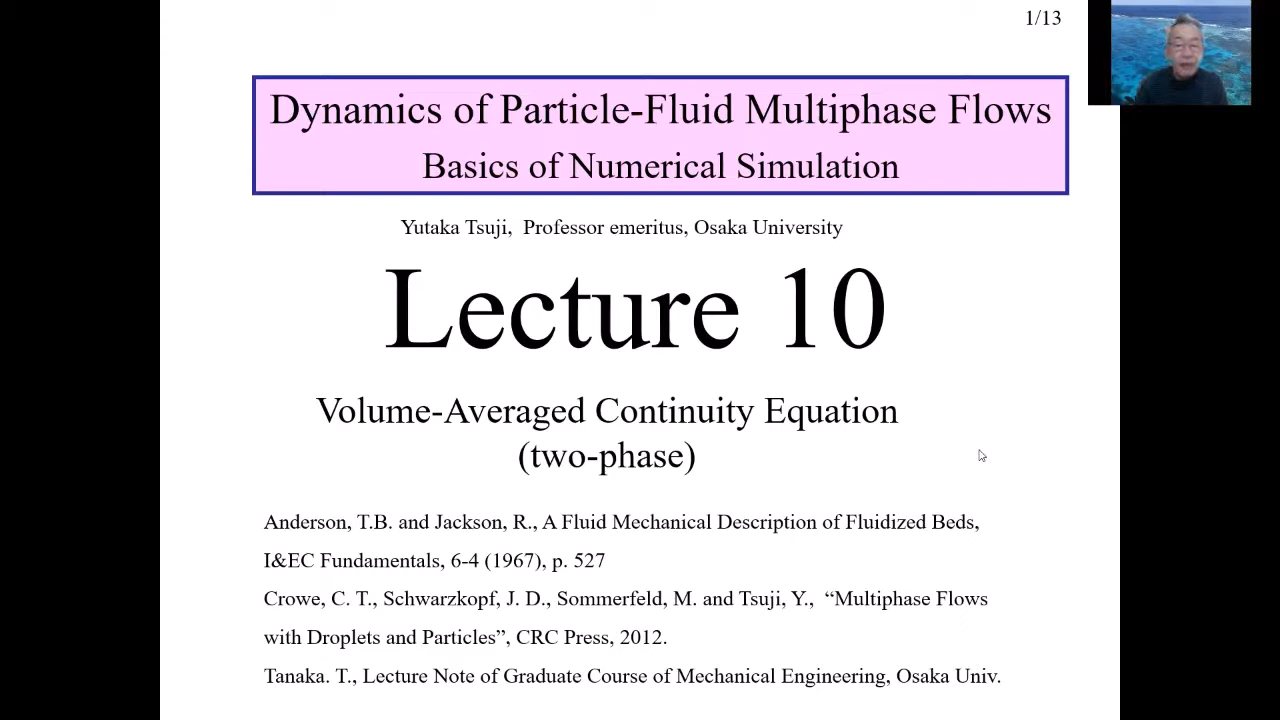 1/13
Dynamics of Particle-Fluid Multiphase Flows
Basics of Numerical Simulation
Yutaka Tsuji, Professor emeritus, Osaka University
Lecture 10
Volume-Averaged Continuity Equation
(two-phase)
Anderson, T.B. and Jackson, R., A Fluid Mechanical Description of Fluidized Beds,
I&EC Fundamentals, 6-4 (1967), p. 527
Crowe, C. T., Schwarzkopf, J. D., Sommerfeld, M. and Tsuji, Y., “Multiphase Flows
with Droplets and Particles”, CRC Press, 2012.
Tanaka. T., Lecture Note of Graduate Course of Mechanical Engineering, Osaka Univ.